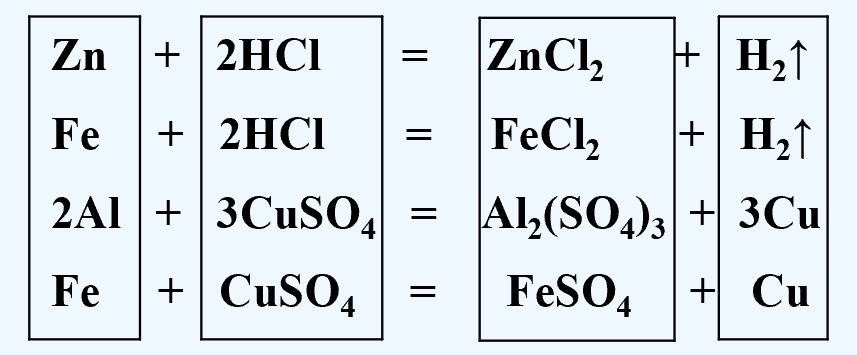 Zn + 2HCl = ZnCl₂ + H₂↑
Fe + 2HCl = FeCl₂ + H₂↑
2Al + 3CuSO₄ = Al₂(SO₄)₃ + 3Cu
Fe + CuSO₄ = FeSO₄ + Cu